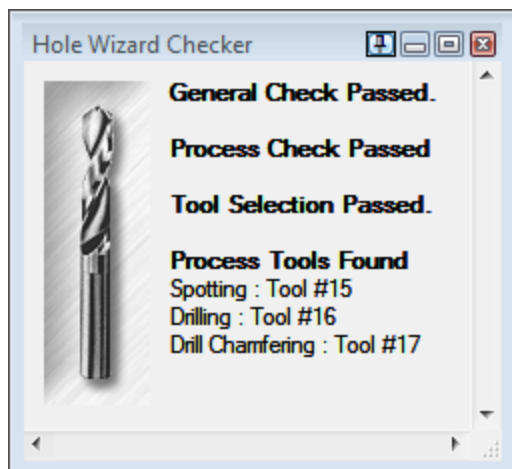 Hole Wizard Checker
General Check Passed.
Process Check Passed
Tool Selection Passed.
Process Tools Found
Spotting : Tool #15
Drilling : Tool #16
Drill Chamfering : Tool #17